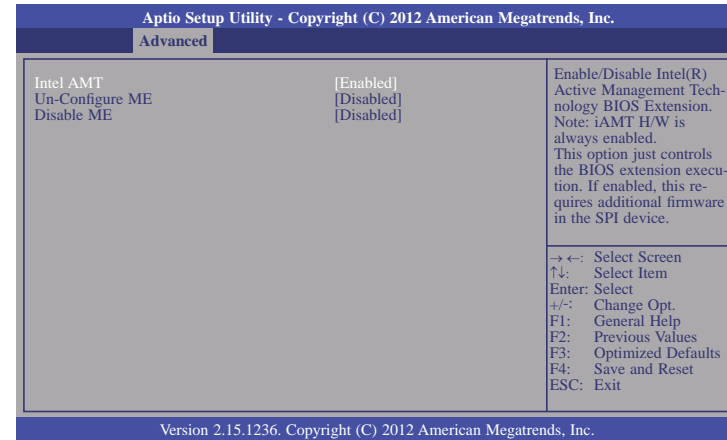 Aptio Setup Utility - Copyright (C) 2012 American Megatrends, Inc.
Advanced
Intel AMT [Enabled]
Un-Configure ME [Disabled]
Disable ME [Disabled]
Enable/Disable Intel(R)
Active Management Tech-
nology BIOS Extension.
Note: iAMT H/W is
always enabled.
This option just controls
the BIOS extension execu-
tion. If enabled, this re-
quires additional firmware
in the SPI device.
→ ←: Select Screen
↑↓: Select Item
Enter: Select
+/-: Change Opt.
F1: General Help
F2: Previous Values
F3: Optimized Defaults
F4: Save and Reset
ESC: Exit
Version 2.15.1236. Copyright (C) 2012 American Megatrends, Inc.